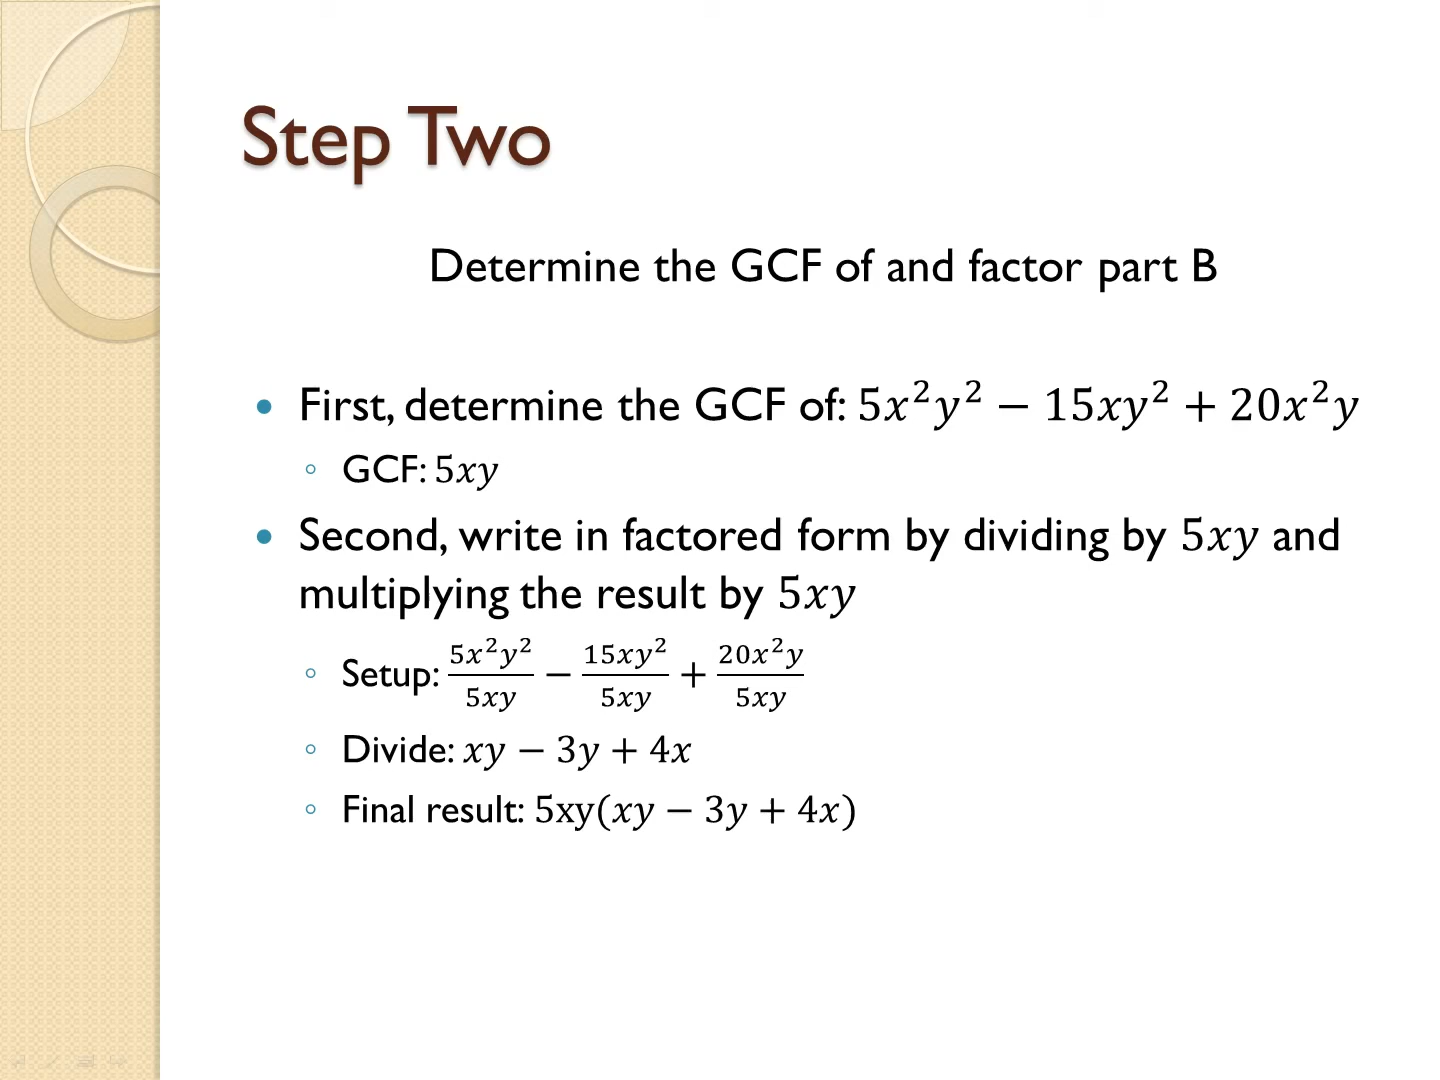 Step Two
Determine the GCF of and factor part B
• First, determine the GCF of: 5x²y² − 15xy² + 20x²y
◦ GCF: 5xy
• Second, write in factored form by dividing by 5xy and
multiplying the result by 5xy
◦ Setup: 5x²y²/5xy − 15xy²/5xy + 20x²y/5xy
◦ Divide: xy − 3y + 4x
◦ Final result: 5xy(xy − 3y + 4x)